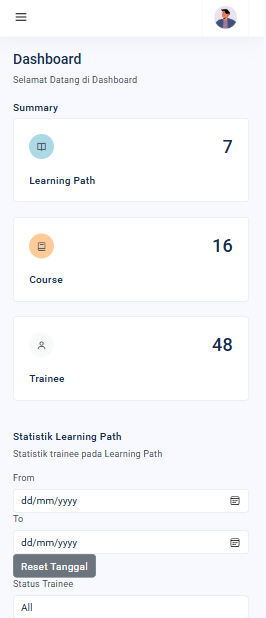 Dashboard
Selamat Datang di Dashboard
Summary
7
Learning Path
16
Course
48
Trainee
Statistik Learning Path
Statistik trainee pada Learning Path
From
dd/mm/yyyy
To
dd/mm/yyyy
Reset Tanggal
Status Trainee
All